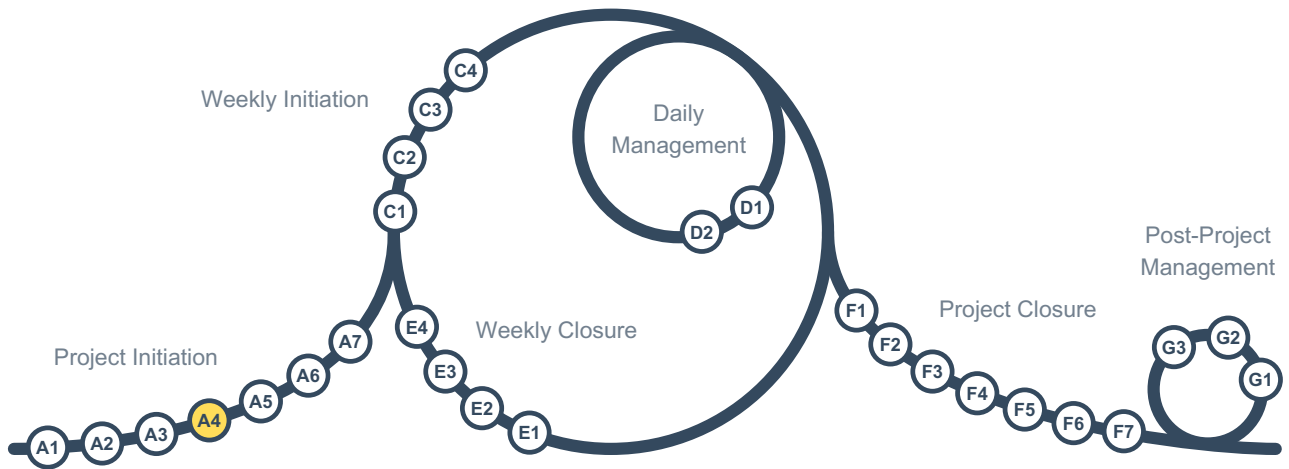 Project Initiation
A1
A2
A3
A4
A5
A6
A7
Weekly Initiation
C1
C2
C3
C4
Daily
Management
D1
D2
Weekly Closure
E1
E2
E3
E4
Project Closure
F1
F2
F3
F4
F5
F6
F7
Post-Project
Management
G1
G2
G3